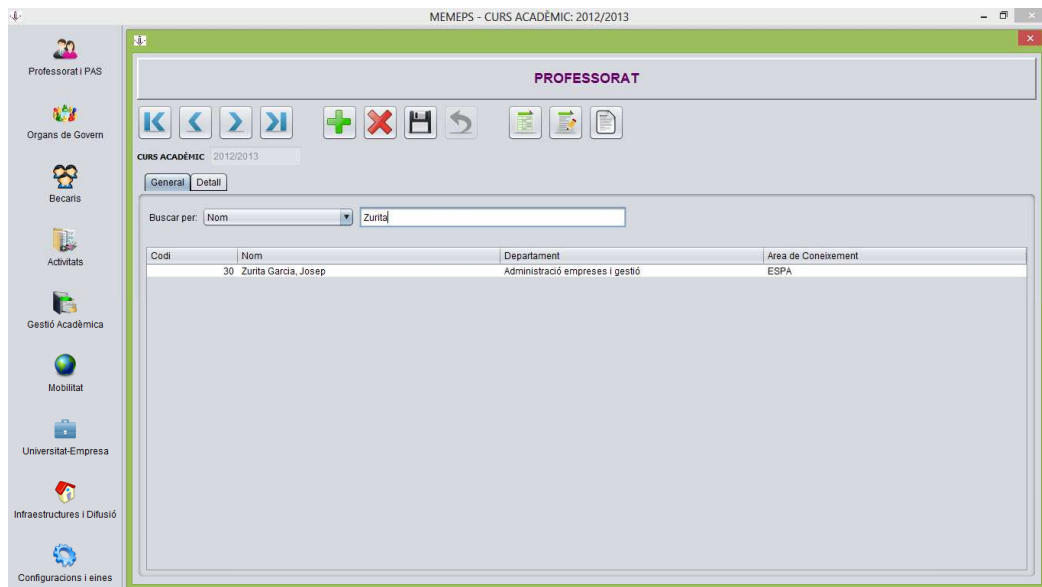 MEMEPS - CURS ACADÈMIC: 2012/2013
Professorat i PAS
Organs de Govern
Becaris
Activitats
Gestió Acadèmica
Mobilitat
Universitat-Empresa
Infraestructures i Difusió
Configuracions i eines
PROFESSORAT
CURS ACADÈMIC 2012/2013
General Detall
Buscar per: Nom Zurita
Codi Nom Departament Area de Coneixement
30 Zurita Garcia, Josep Administració empreses i gestió ESPA